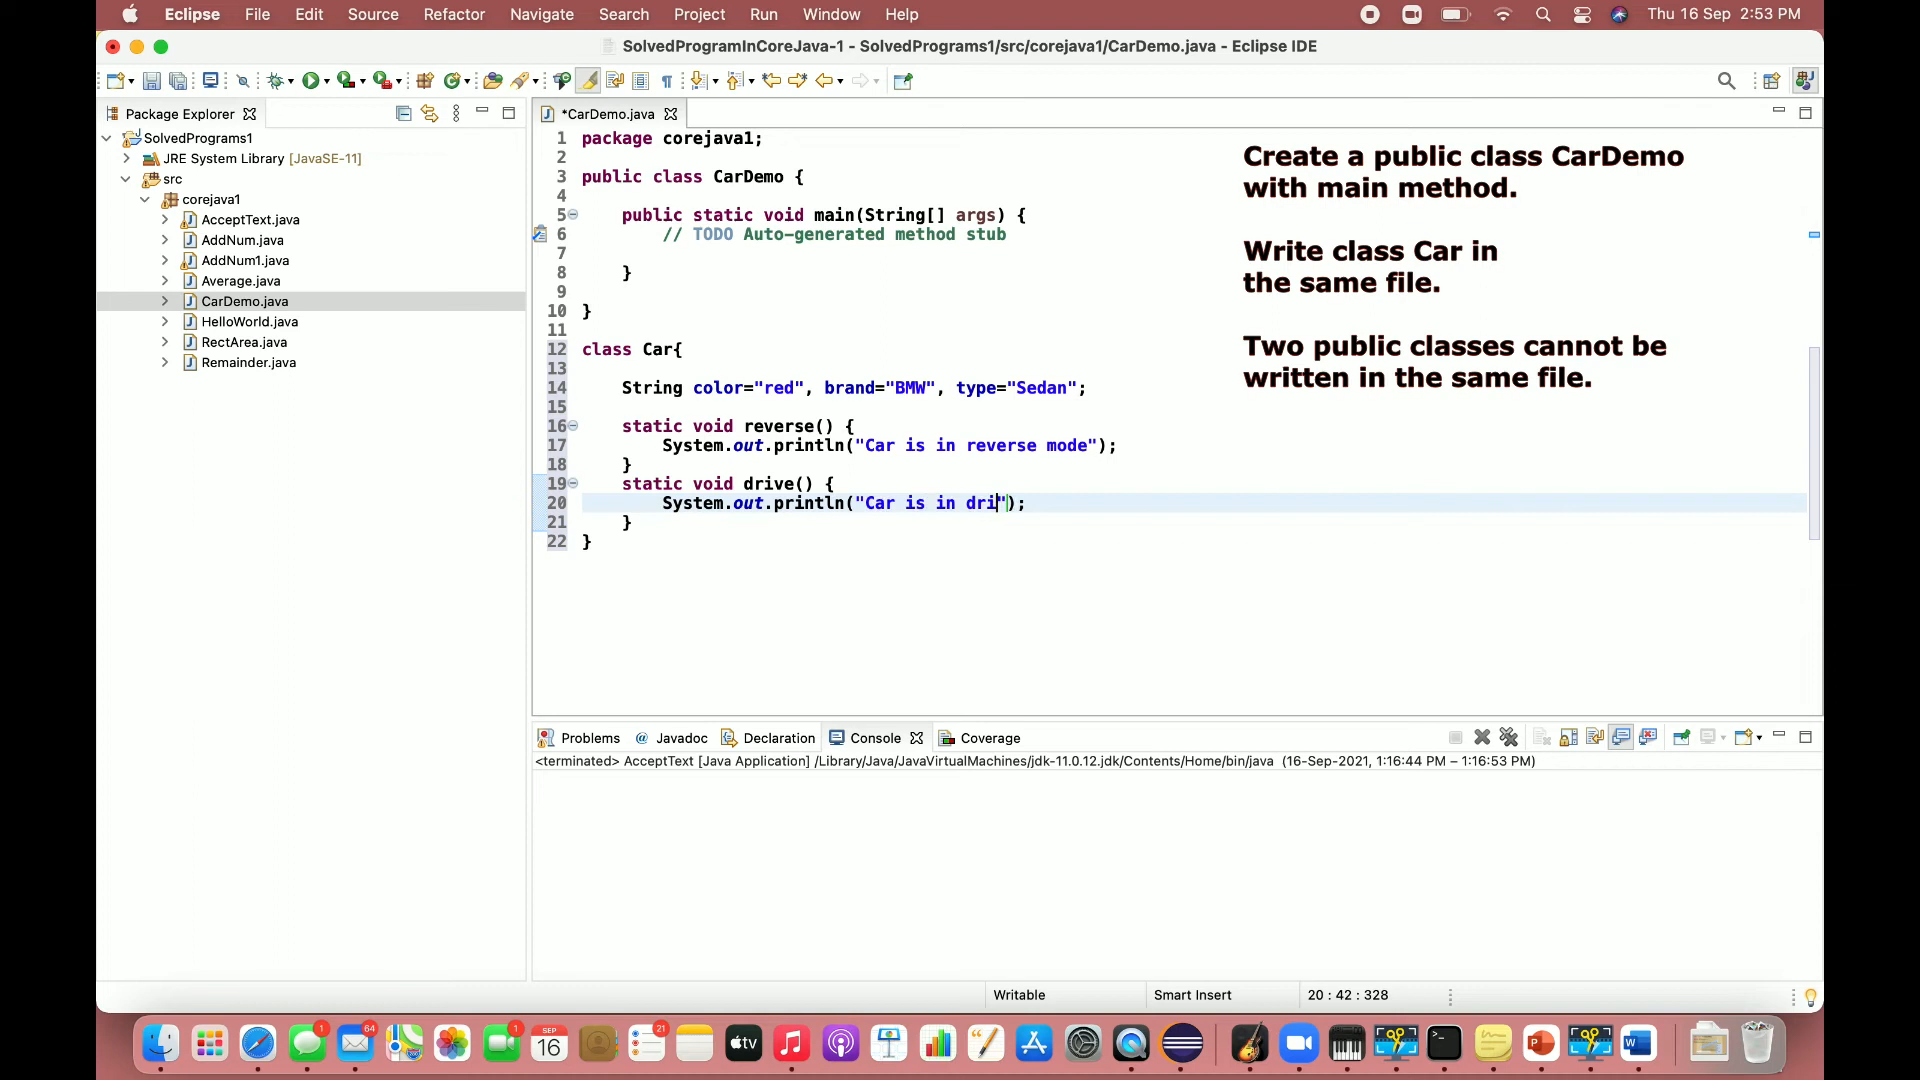 Eclipse File Edit Source Refactor Navigate Search Project Run Window Help Thu 16 Sep 2:53 PM
SolvedProgramInCoreJava-1 - SolvedPrograms1/src/corejava1/CarDemo.java - Eclipse IDE
Package Explorer
SolvedPrograms1
JRE System Library [JavaSE-11]
src
corejava1
AcceptText.java
AddNum.java
AddNum1.java
Average.java
CarDemo.java
HelloWorld.java
RectArea.java
Remainder.java
*CarDemo.java
1 package corejava1;
2
3 public class CarDemo {
4
5 public static void main(String[] args) {
6 // TODO Auto-generated method stub
7
8 }
9
10 }
11
12 class Car{
13
14 String color="red", brand="BMW", type="Sedan";
15
16 static void reverse() {
17 System.out.println("Car is in reverse mode");
18 }
19 static void drive() {
20 System.out.println("Car is in dri");
21 }
22 }
Create a public class CarDemo
with main method.
Write class Car in
the same file.
Two public classes cannot be
written in the same file.
Problems @ Javadoc Declaration Console Coverage
<terminated> AcceptText [Java Application] /Library/Java/JavaVirtualMachines/jdk-11.0.12.jdk/Contents/Home/bin/java (16-Sep-2021, 1:16:44 PM – 1:16:53 PM)
Writable Smart Insert 20 : 42 : 328
1 64 1 SEP 16 21 tv P W